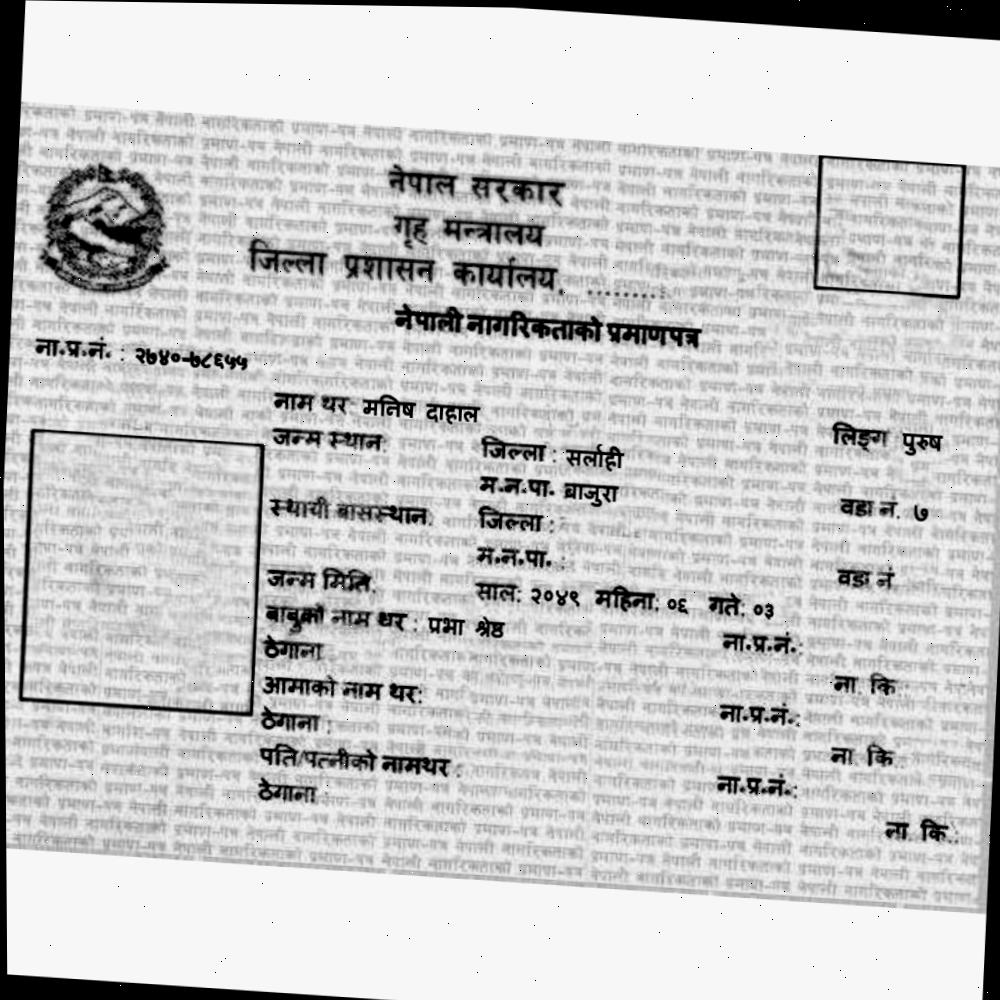 नेपाल सरकार
गृह मन्त्रालय
जिल्ला प्रशासन कार्यालय, .........:
नेपाली नागरिकताको प्रमाणपत्र
ना.प्र.नं. : २७४०-७८६५५
नाम थर: मनिष दाहाल
लिङ्ग पुरुष
जन्म स्थान: जिल्ला : सर्लाही
म.न.पा. बाजुरा वडा नं. ७
स्थायी बासस्थान: जिल्ला :
म.न.पा. : वडा नं
जन्म मिति: साल: २०४९ महिना: ०६ गते: ०३
बाबुको नाम थर : प्रभा श्रेष्ठ ना.प्र.नं.:
ठेगाना ना. कि :
आमाको नाम थर: ना.प्र.नं.:
ठेगाना : ना. कि :
पति/पत्नीको नामथर : ना.प्र.नं.:
ठेगाना : ना. कि.: